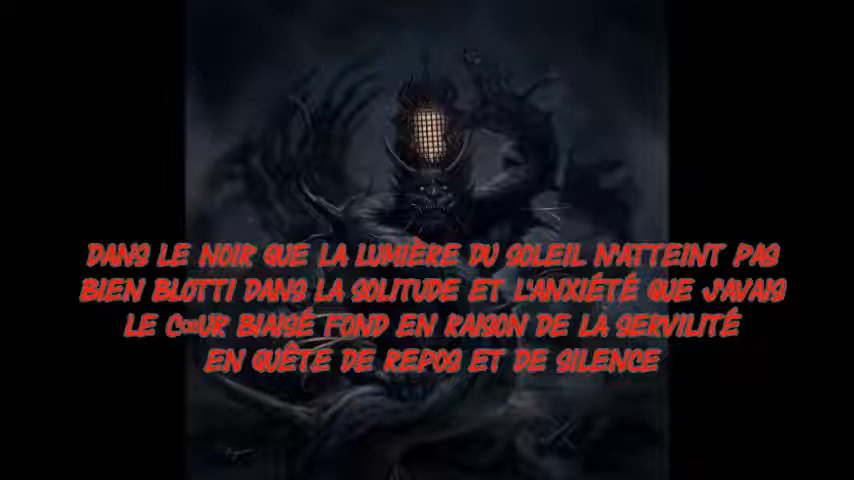 DANS LE NOIR QUE LA LUMIÈRE DU SOLEIL N'ATTEINT PAS
BIEN BLOTTI DANS LA SOLITUDE ET L'ANXIÉTÉ QUE J'AVAIS
LE CœUR BIAISÉ FOND EN RAISON DE LA SERVILITÉ
EN QUÊTE DE REPOS ET DE SILENCE